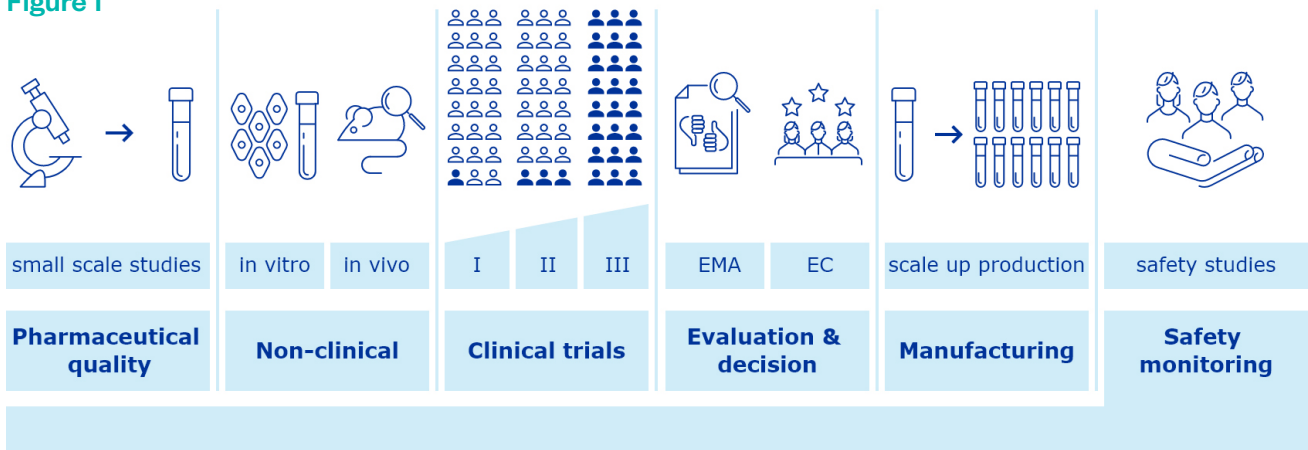 Figure 1
small scale studies
in vitro
in vivo
I
II
III
EMA
EC
scale up production
safety studies
Pharmaceutical
quality
Non-clinical
Clinical trials
Evaluation &
decision
Manufacturing
Safety
monitoring